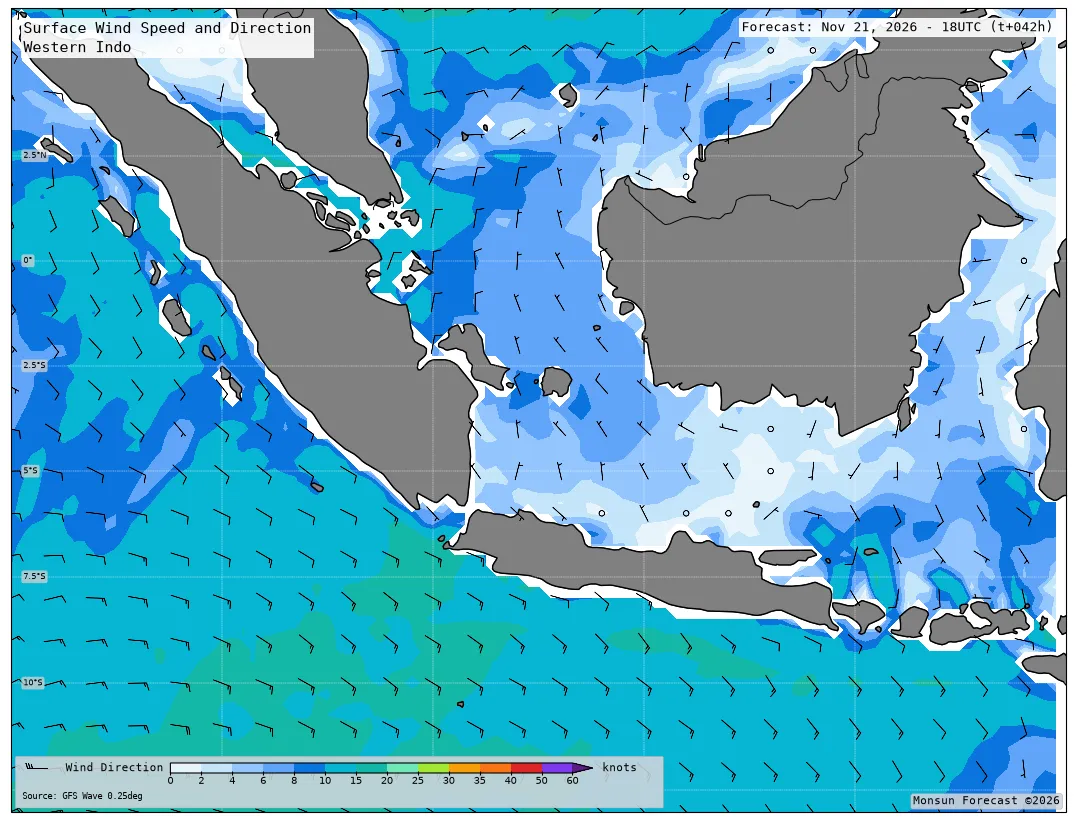 Surface Wind Speed and Direction
Western Indo
Forecast: Nov 21, 2026 - 18UTC (t+042h)
2.5°N
0°
2.5°S
5°S
7.5°S
10°S
Wind Direction
knots
0 2 4 6 8 10 15 20 25 30 35 40 50 60
Source: GFS Wave 0.25deg
Monsun Forecast ©2026